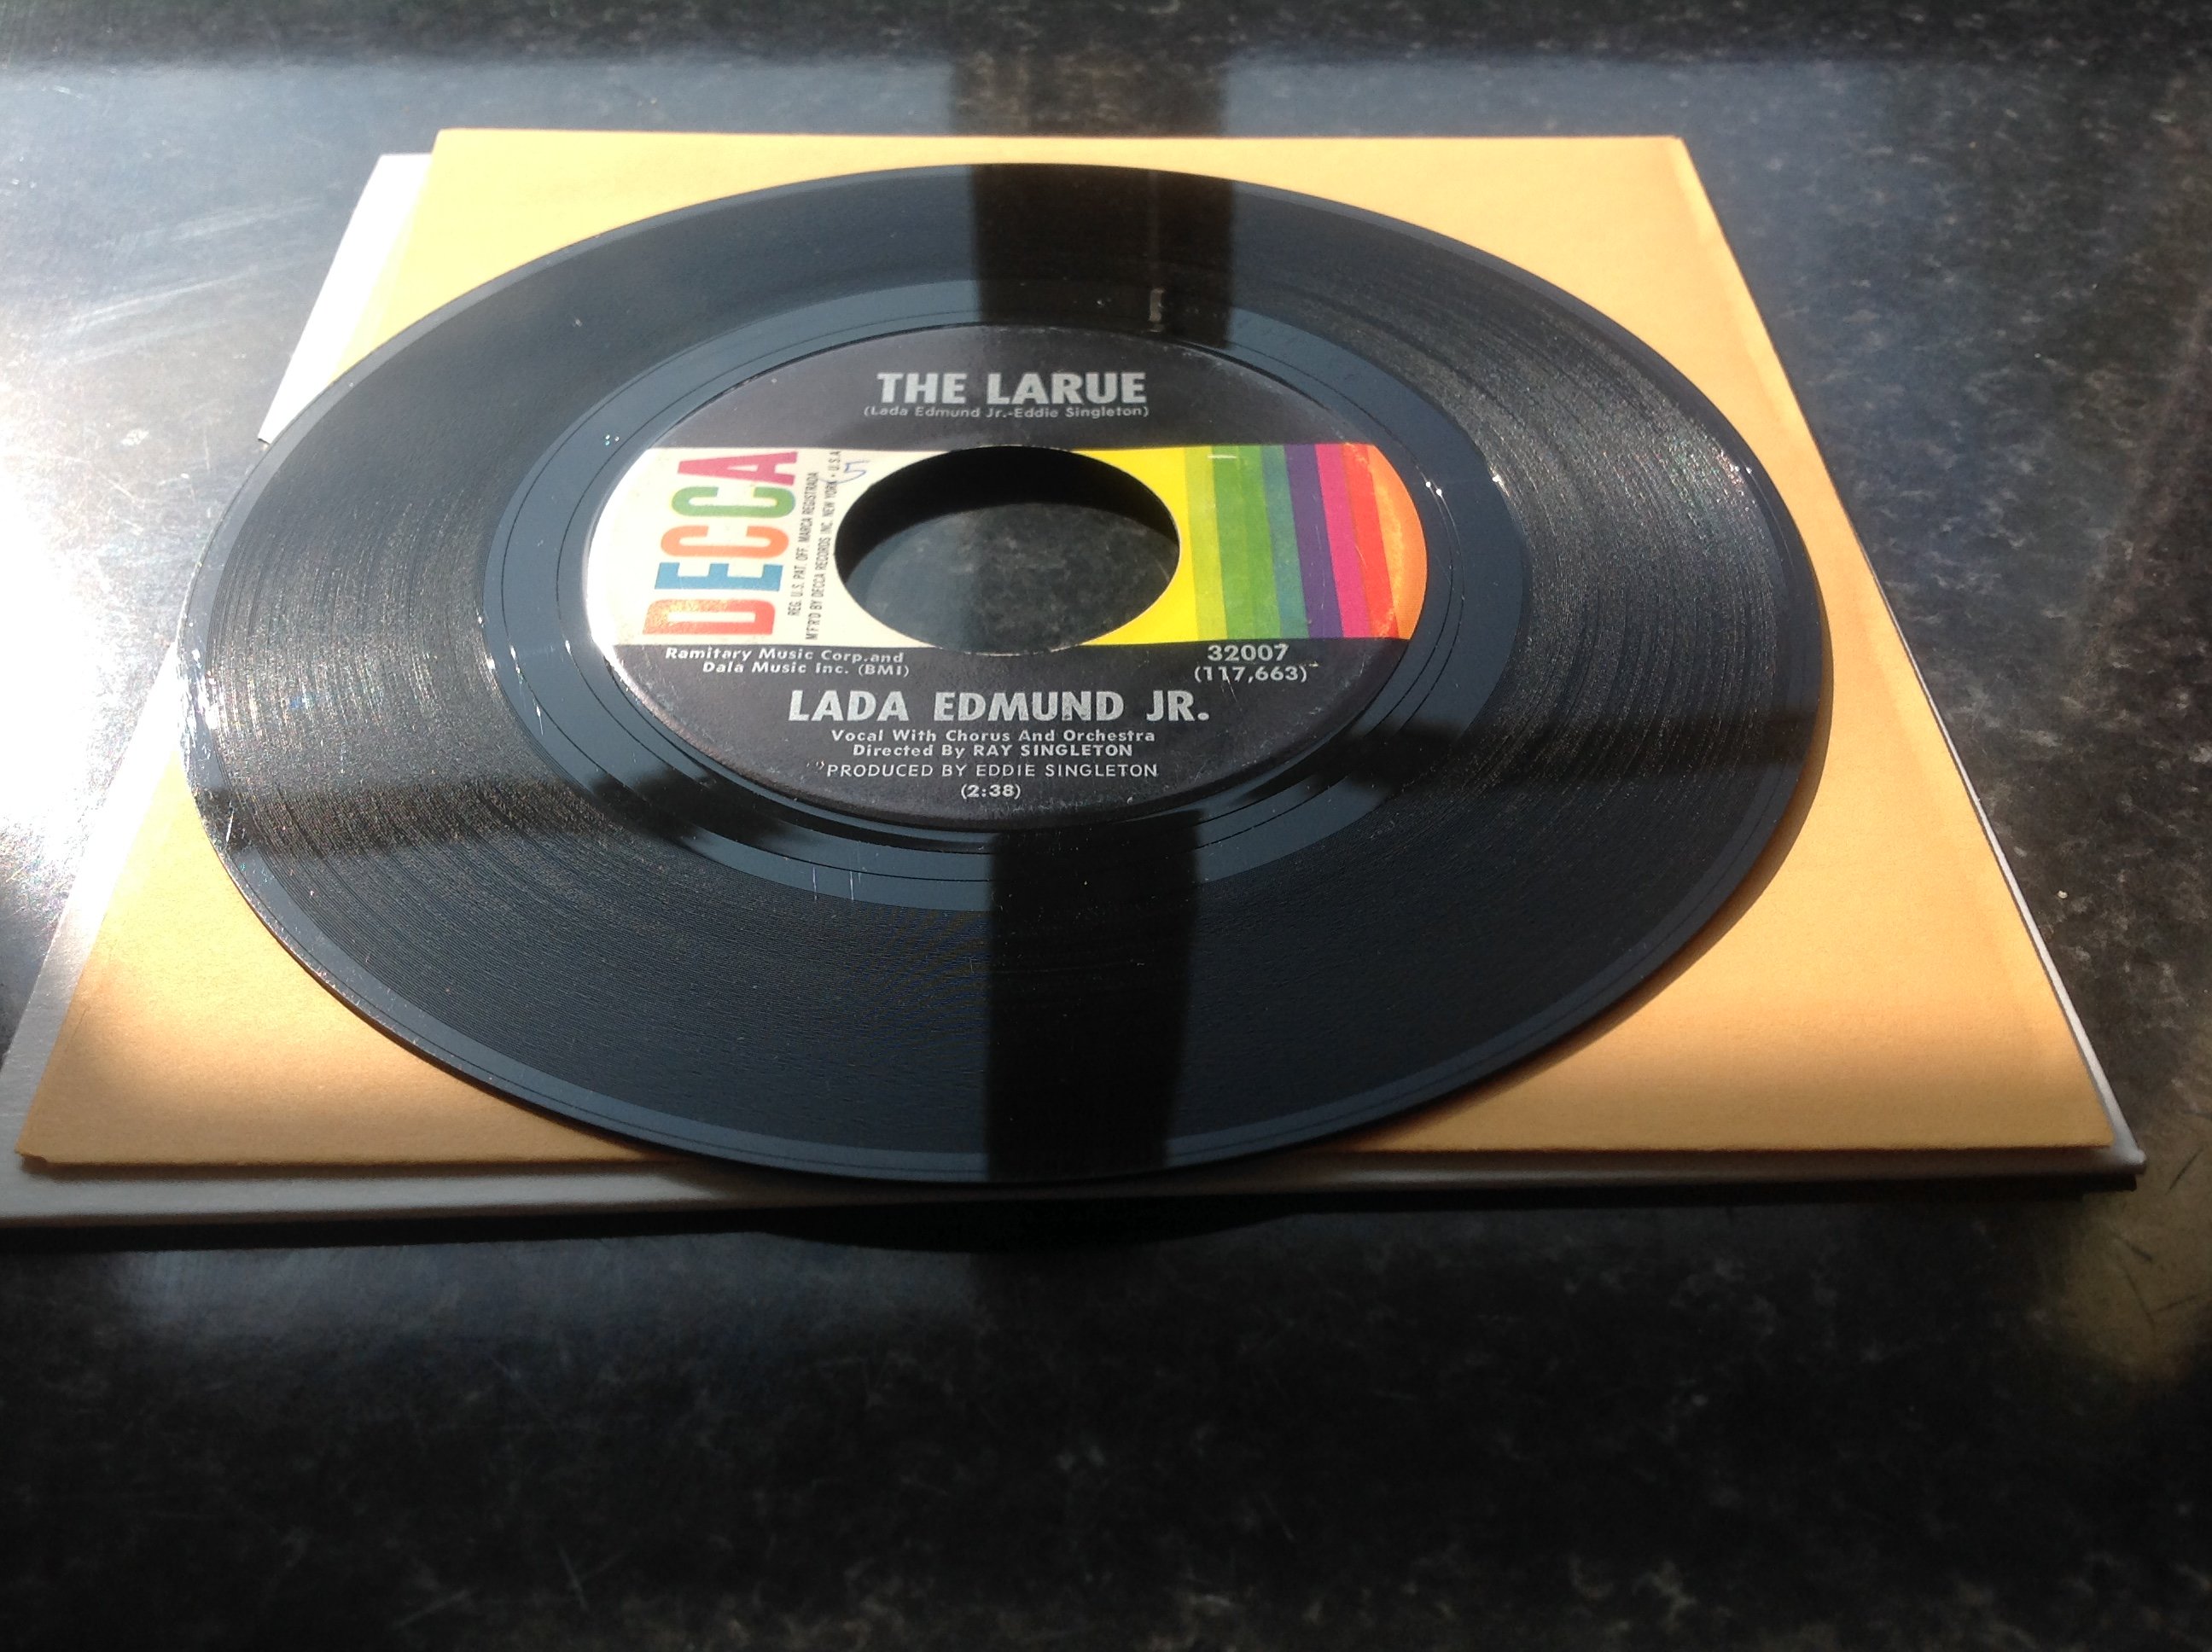 THE LARUE
(Lada Edmund Jr.-Eddie Singleton)
DECCA
REG. U.S. PAT. OFF. MARCA REGISTRADA
M'F'R'D BY DECCA RECORDS INC. NEW YORK • U.S.A
Ramitary Music Corp.and
Dala Music Inc. (BMI)
32007
(117,663)
LADA EDMUND JR.
Vocal With Chorus And Orchestra
Directed By RAY SINGLETON
PRODUCED BY EDDIE SINGLETON
(2:38)